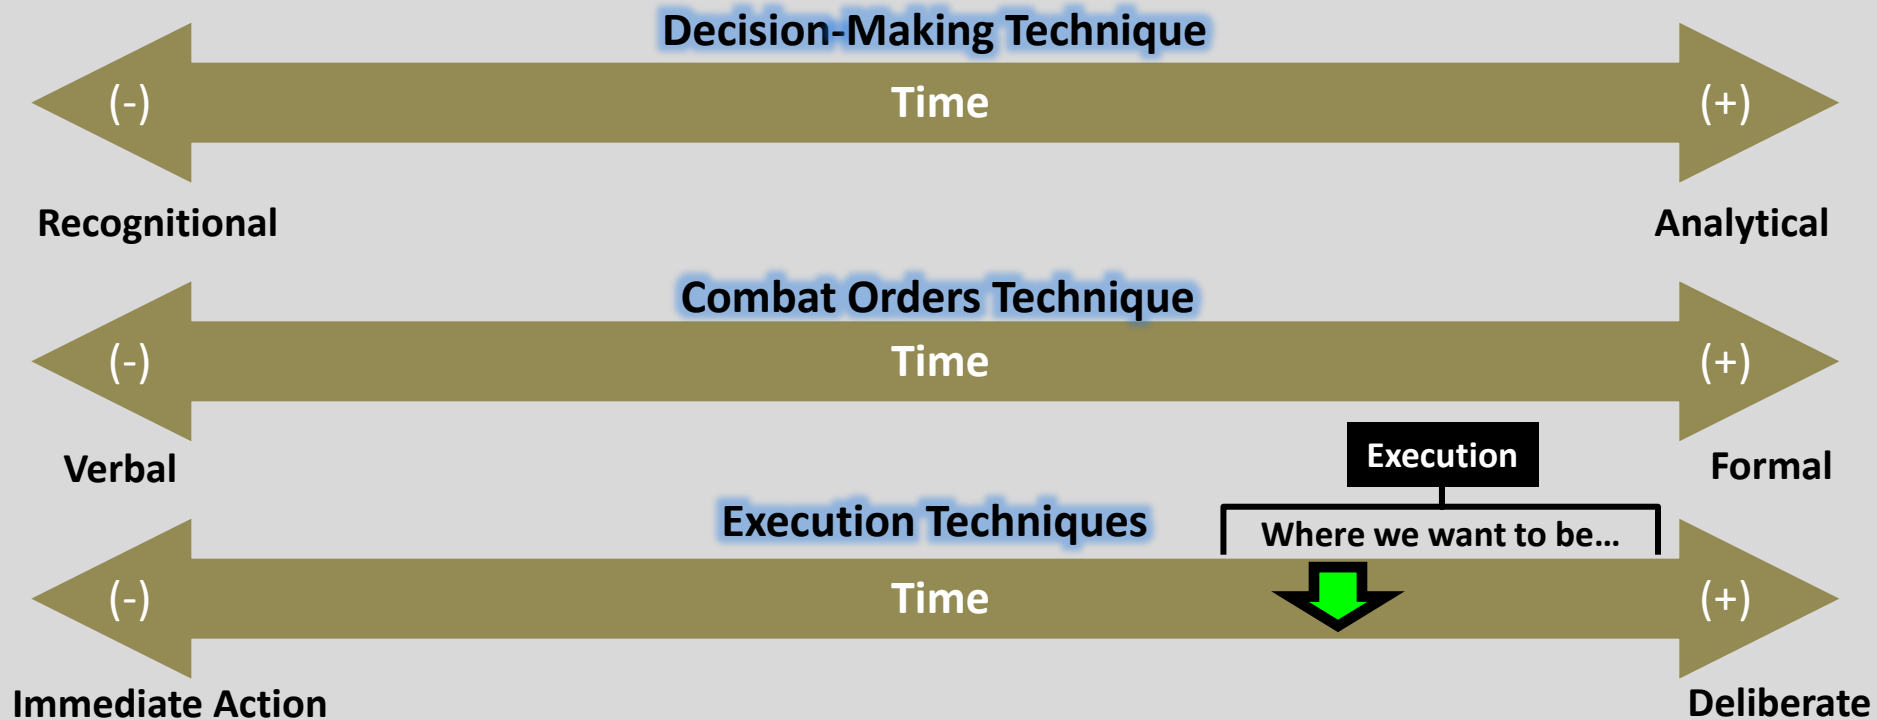 Decision-Making Technique
(-) Time (+)
Recognitional Analytical
Combat Orders Technique
(-) Time (+)
Verbal Formal
Execution
Execution Techniques
Where we want to be...
(-) Time (+)
Immediate Action Deliberate